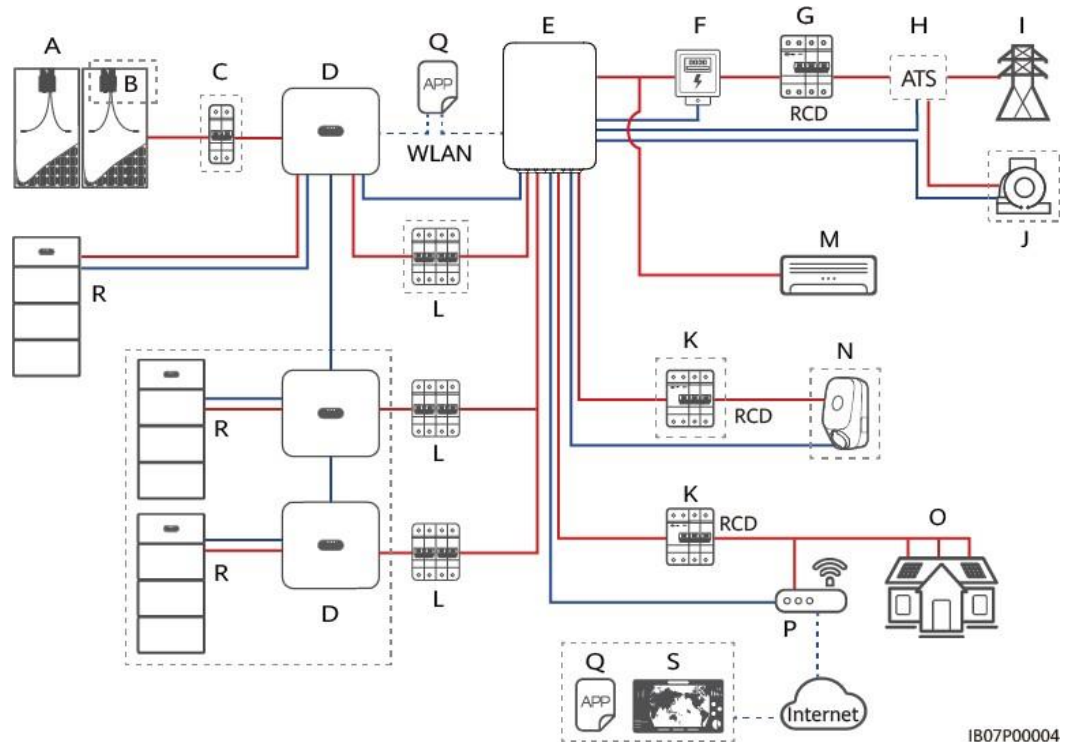 A
B
C
D
Q
APP
WLAN
E
F
G
RCD
H
ATS
I
J
M
R
L
K
RCD
N
R
L
K
RCD
O
R
L
D
P
Q
APP
S
Internet
IB07P00004